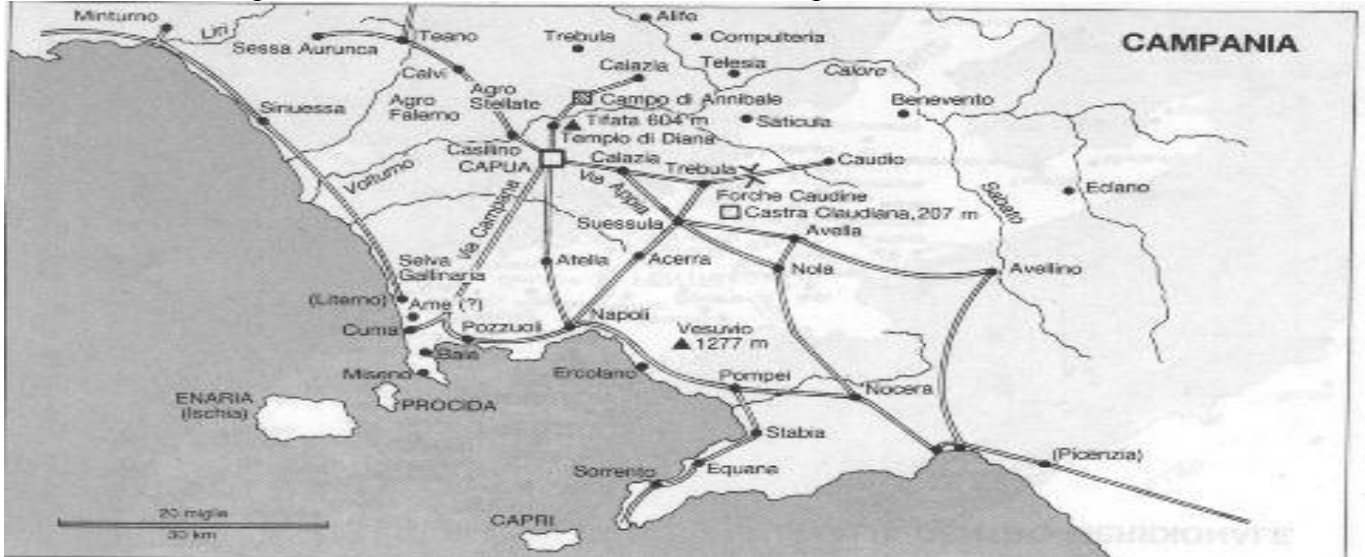 CAMPANIA
Minturno
Liri
Sessa Aurunca
Teano
Trebula
Alife
Compulteria
Telesia
Caloro
Calvi
Calazia
Agro
Stellate
Campo di Annibale
Benevento
Sinuessa
Agro
Falerno
Tifata 604 m
Saticula
Tempio di Diana
Casilino
CAPUA
Calazia
Trebula
Caudio
Volturno
Via Appia
Forche Caudine
Eclano
Sabato
Castra Claudiana, 207 m
Suessula
Via Campana
Avella
Selva
Gallinaria
Atella
Acerra
Nola
Avellino
(Literno)
Ame (?)
Cuma
Pozzuoli
Napoli
Vesuvio
1277 m
Baia
Miseno
Ercolano
Pompei
Nocera
ENARIA
(Ischia)
PROCIDA
Stabia
(Picenzia)
Sorrento
Equana
CAPRI
20 miglia
30 km